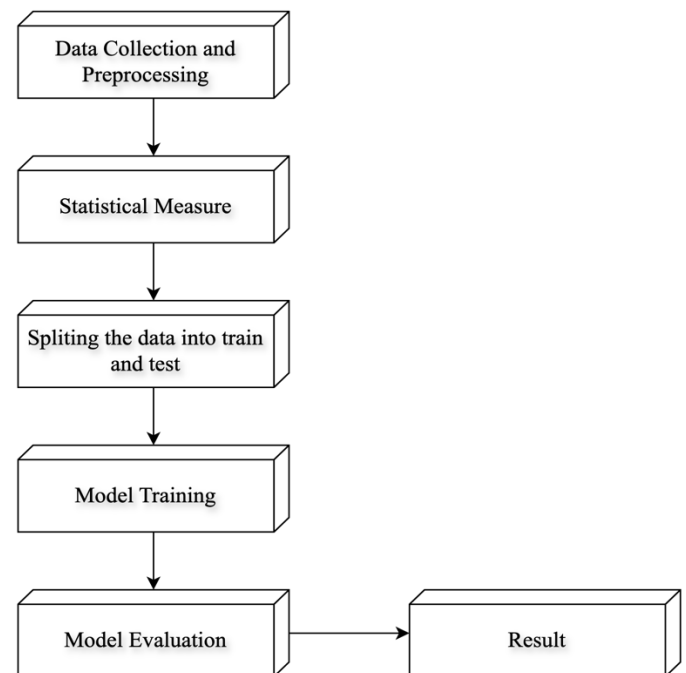 Data Collection and
Preprocessing
Statistical Measure
Spliting the data into train
and test
Model Training
Model Evaluation
Result